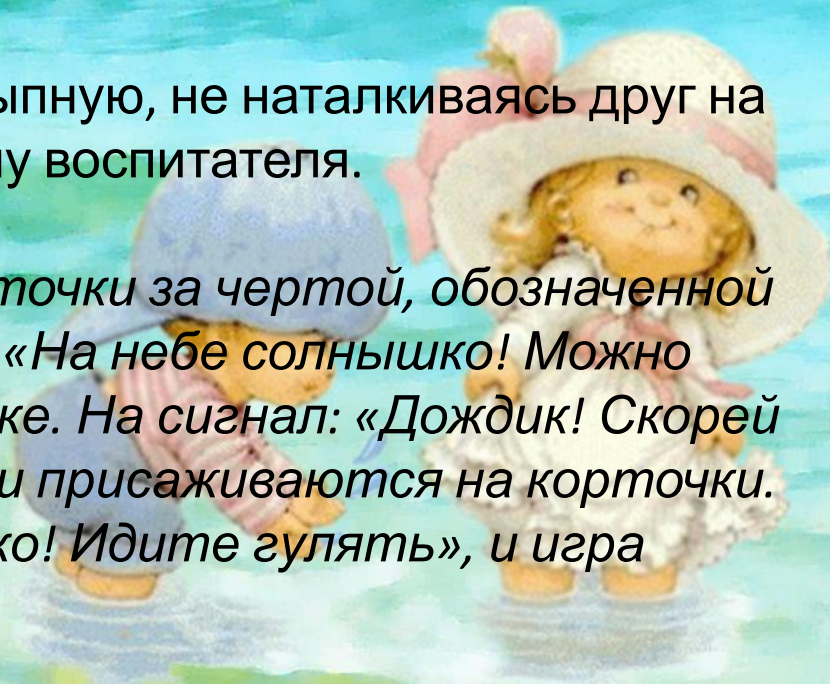 ыпную, не наталкиваясь друг на
у воспитателя.
точки за чертой, обозначенной
«На небе солнышко! Можно
ке. На сигнал: «Дождик! Скорей
и присаживаются на корточки.
ко! Идите гулять», и игра